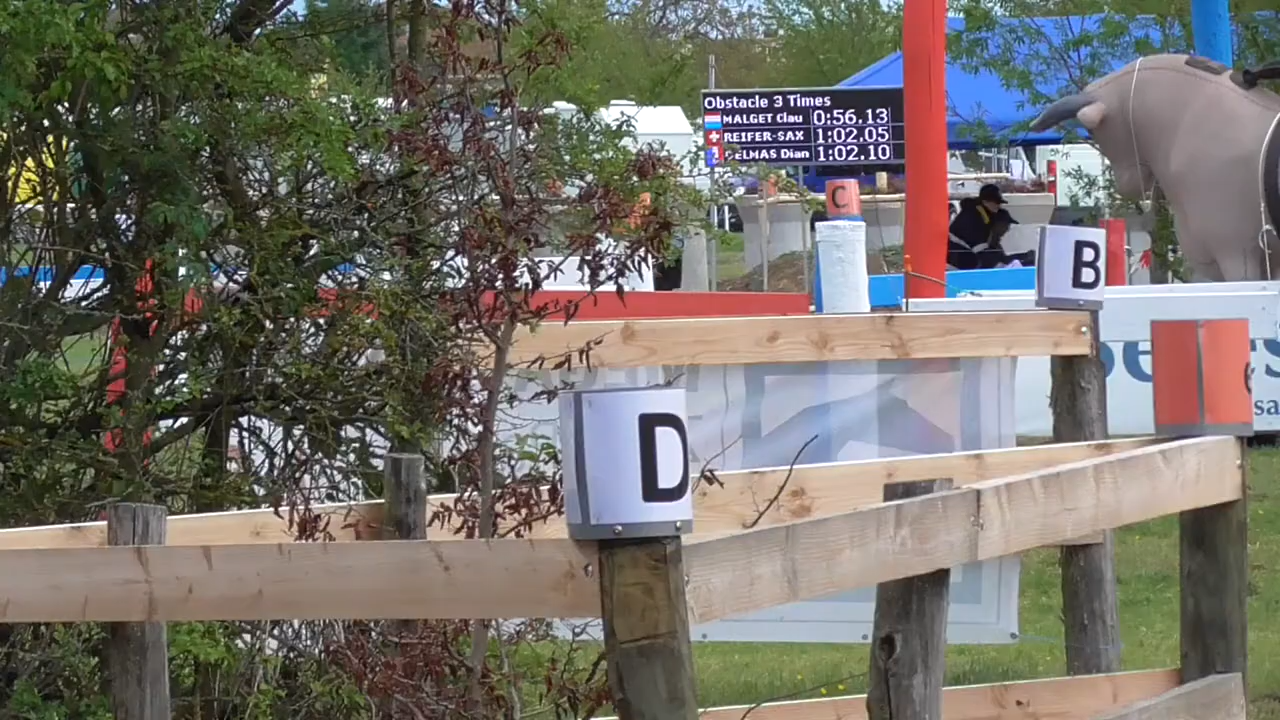 Obstacle 3 Times
MALGET Clau 0:56.13
REIFER-SAX 1:02.05
DELMAS Dian 1:02.10
C
B
D